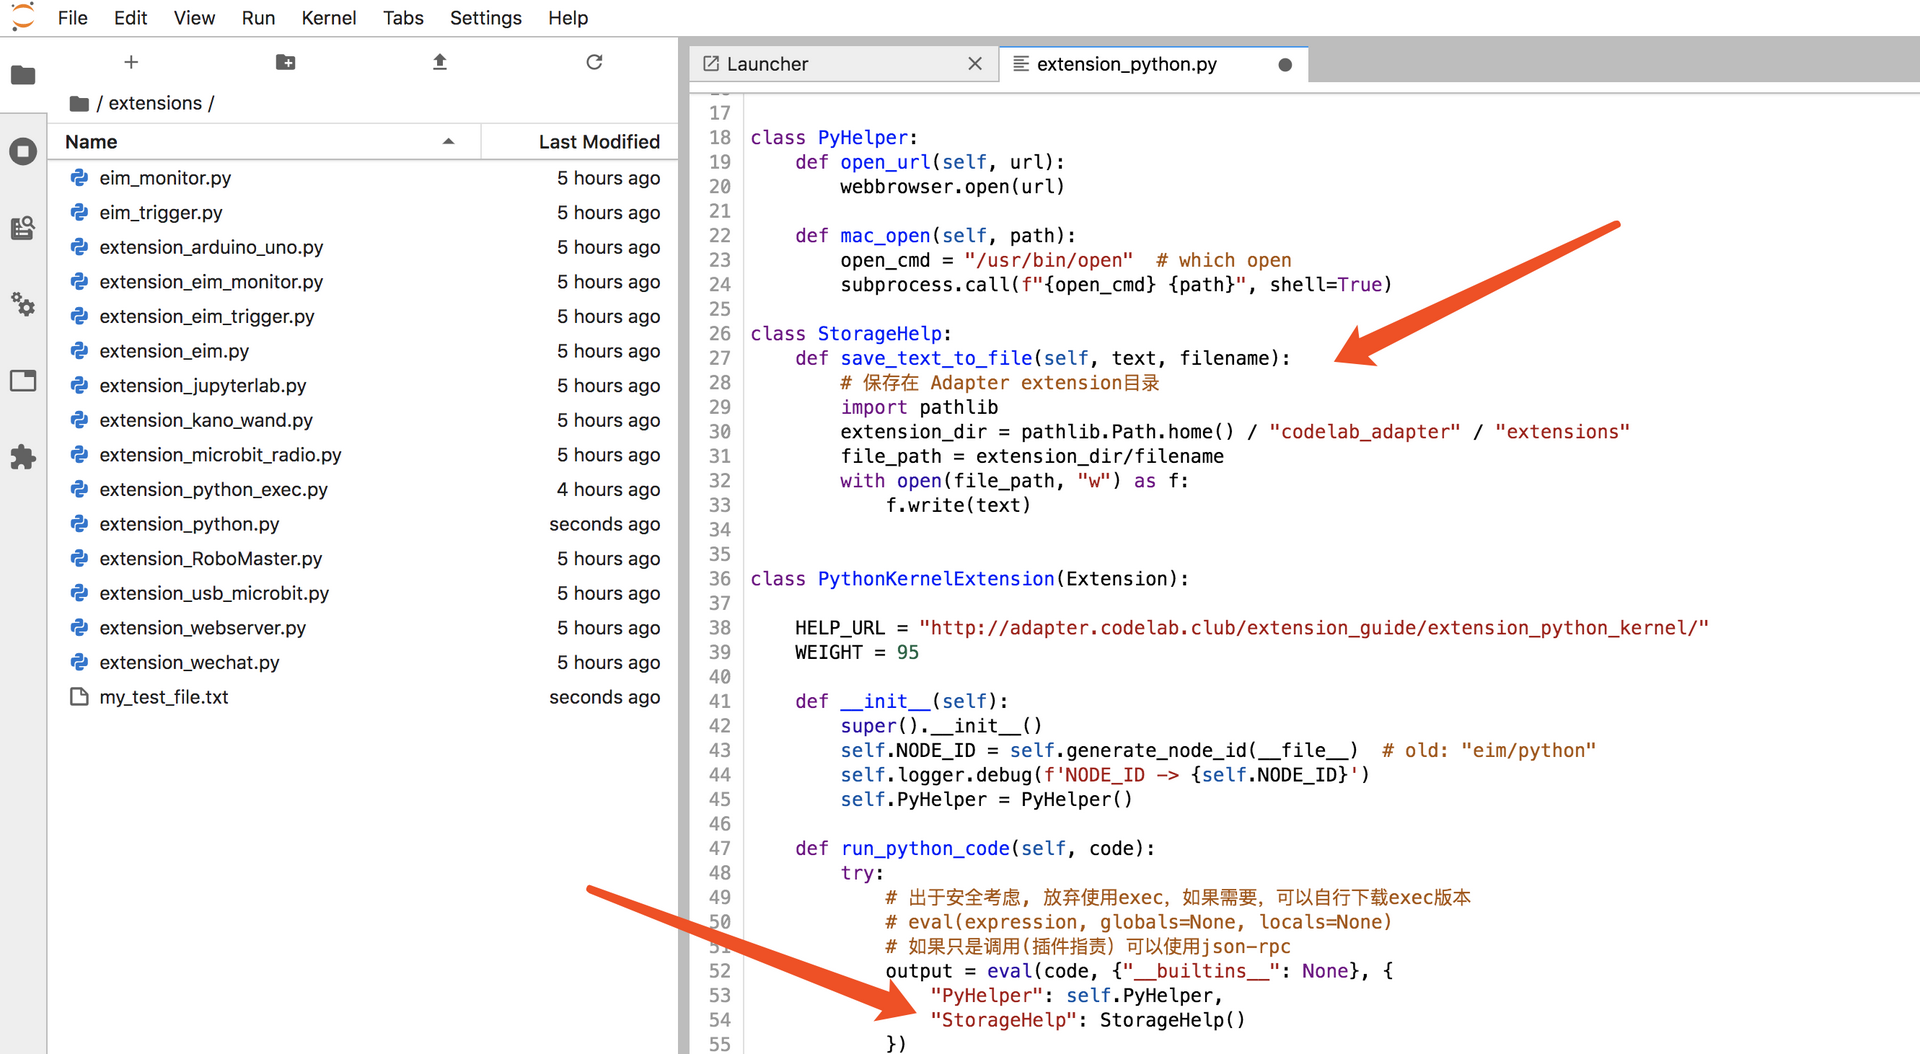 File Edit View Run Kernel Tabs Settings Help
/ extensions /
Name Last Modified
eim_monitor.py 5 hours ago
eim_trigger.py 5 hours ago
extension_arduino_uno.py 5 hours ago
extension_eim_monitor.py 5 hours ago
extension_eim_trigger.py 5 hours ago
extension_eim.py 5 hours ago
extension_jupyterlab.py 5 hours ago
extension_kano_wand.py 5 hours ago
extension_microbit_radio.py 5 hours ago
extension_python_exec.py 4 hours ago
extension_python.py seconds ago
extension_RoboMaster.py 5 hours ago
extension_usb_microbit.py 5 hours ago
extension_webserver.py 5 hours ago
extension_wechat.py 5 hours ago
my_test_file.txt seconds ago
Launcher
extension_python.py
17
18 class PyHelper:
19     def open_url(self, url):
20         webbrowser.open(url)
21
22     def mac_open(self, path):
23         open_cmd = "/usr/bin/open"  # which open
24         subprocess.call(f"{open_cmd} {path}", shell=True)
25
26 class StorageHelp:
27     def save_text_to_file(self, text, filename):
28         # 保存在 Adapter extension目录
29         import pathlib
30         extension_dir = pathlib.Path.home() / "codelab_adapter" / "extensions"
31         file_path = extension_dir/filename
32         with open(file_path, "w") as f:
33             f.write(text)
34
35
36 class PythonKernelExtension(Extension):
37
38     HELP_URL = "http://adapter.codelab.club/extension_guide/extension_python_kernel/"
39     WEIGHT = 95
40
41     def __init__(self):
42         super().__init__()
43         self.NODE_ID = self.generate_node_id(__file__)  # old: "eim/python"
44         self.logger.debug(f'NODE_ID -> {self.NODE_ID}')
45         self.PyHelper = PyHelper()
46
47     def run_python_code(self, code):
48         try:
49             # 出于安全考虑, 放弃使用exec，如果需要，可以自行下载exec版本
50             # eval(expression, globals=None, locals=None)
51             # 如果只是调用(插件指责）可以使用json-rpc
52             output = eval(code, {"__builtins__": None}, {
53                 "PyHelper": self.PyHelper,
54                 "StorageHelp": StorageHelp()
55             })